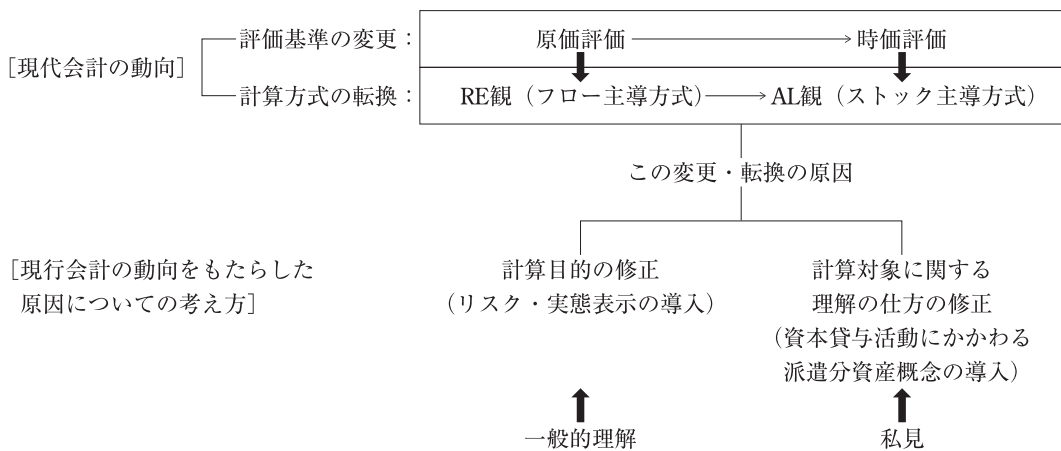 評価基準の変更： 原価評価 時価評価
［現代会計の動向］
計算方式の転換： RE観（フロー主導方式） AL観（ストック主導方式）
この変更・転換の原因
［現行会計の動向をもたらした
原因についての考え方］
計算目的の修正
（リスク・実態表示の導入）
計算対象に関する
理解の仕方の修正
（資本貸与活動にかかわる
派遣分資産概念の導入）
一般的理解
私見